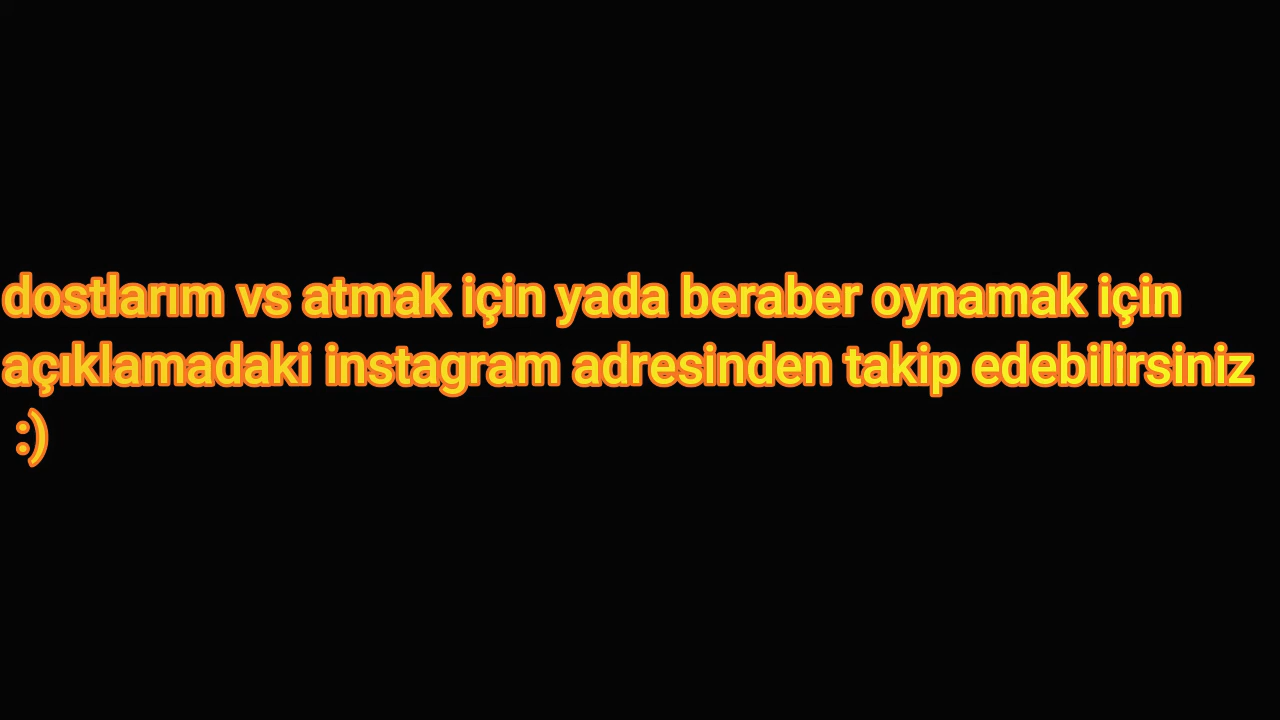 dostlarım vs atmak için yada beraber oynamak için
açıklamadaki instagram adresinden takip edebilirsiniz
:)